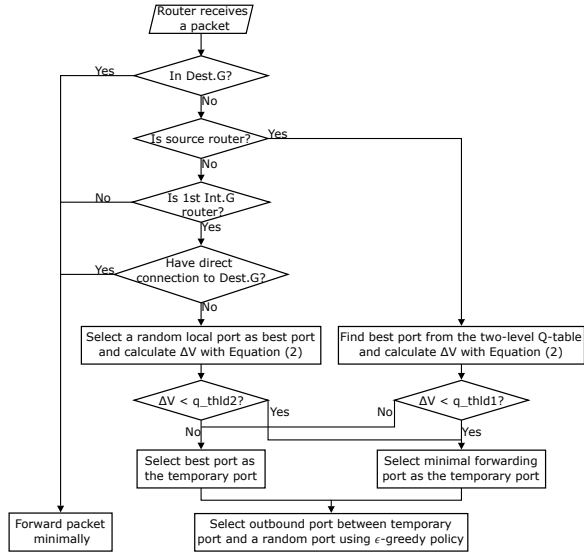 Router receives
a packet
Yes
In Dest.G?
No
Is source router?
Yes
No
No
Is 1st Int.G
router?
Yes
Have direct
connection to Dest.G?
Yes
No
Select a random local port as best port
and calculate ΔV with Equation (2)
Find best port from the two-level Q-table
and calculate ΔV with Equation (2)
ΔV < q_thld2?
ΔV < q_thld1?
Yes
No
No
Yes
Select best port as
the temporary port
Select minimal forwarding
port as the temporary port
Forward packet
minimally
Select outbound port between temporary
port and a random port using ϵ-greedy policy